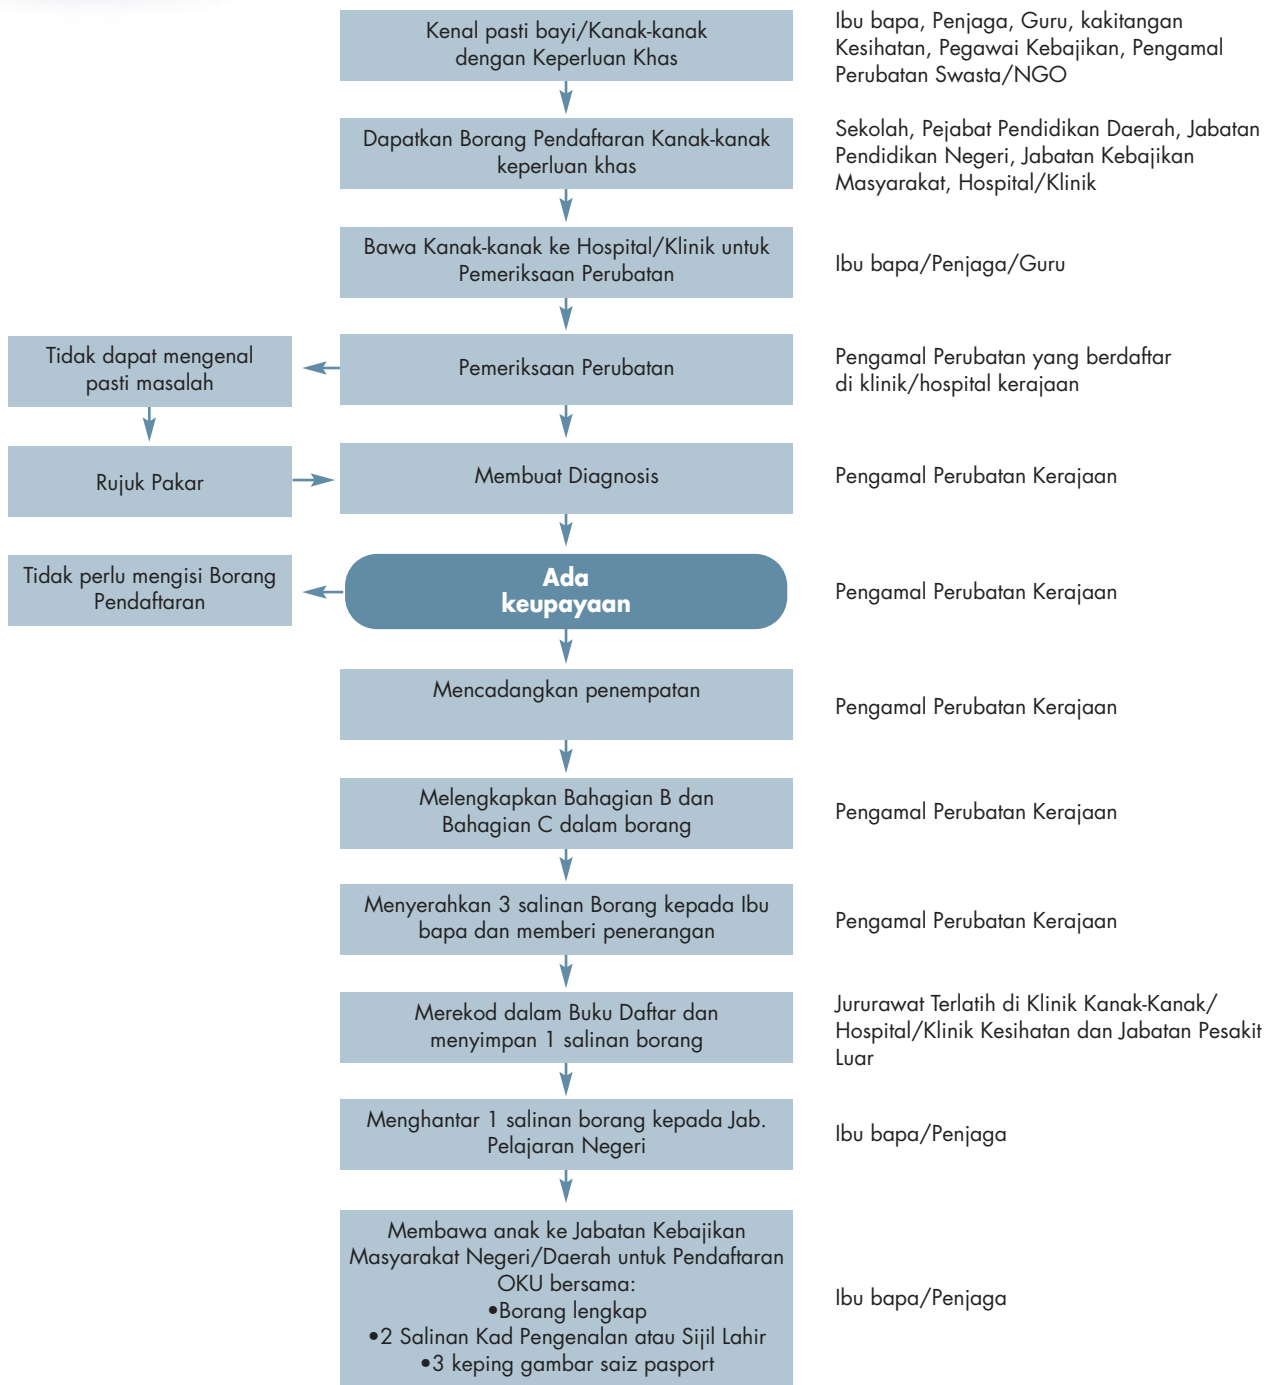 Kenal pasti bayi/Kanak-kanak
dengan Keperluan Khas
Ibu bapa, Penjaga, Guru, kakitangan
Kesihatan, Pegawai Kebajikan, Pengamal
Perubatan Swasta/NGO
Dapatkan Borang Pendaftaran Kanak-kanak
keperluan khas
Sekolah, Pejabat Pendidikan Daerah, Jabatan
Pendidikan Negeri, Jabatan Kebajikan
Masyarakat, Hospital/Klinik
Bawa Kanak-kanak ke Hospital/Klinik untuk
Pemeriksaan Perubatan
Ibu bapa/Penjaga/Guru
Tidak dapat mengenal
pasti masalah
Pemeriksaan Perubatan
Pengamal Perubatan yang berdaftar
di klinik/hospital kerajaan
Rujuk Pakar
Membuat Diagnosis
Pengamal Perubatan Kerajaan
Tidak perlu mengisi Borang
Pendaftaran
Ada
keupayaan
Pengamal Perubatan Kerajaan
Mencadangkan penempatan
Pengamal Perubatan Kerajaan
Melengkapkan Bahagian B dan
Bahagian C dalam borang
Pengamal Perubatan Kerajaan
Menyerahkan 3 salinan Borang kepada Ibu
bapa dan memberi penerangan
Pengamal Perubatan Kerajaan
Merekod dalam Buku Daftar dan
menyimpan 1 salinan borang
Jururawat Terlatih di Klinik Kanak-Kanak/
Hospital/Klinik Kesihatan dan Jabatan Pesakit
Luar
Menghantar 1 salinan borang kepada Jab.
Pelajaran Negeri
Ibu bapa/Penjaga
Membawa anak ke Jabatan Kebajikan
Masyarakat Negeri/Daerah untuk Pendaftaran
OKU bersama:
•Borang lengkap
•2 Salinan Kad Pengenalan atau Sijil Lahir
•3 keping gambar saiz pasport
Ibu bapa/Penjaga